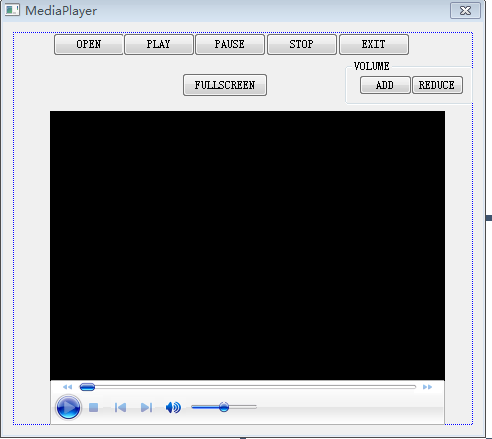 MediaPlayer
OPEN PLAY PAUSE STOP EXIT
VOLUME
FULLSCREEN ADD REDUCE